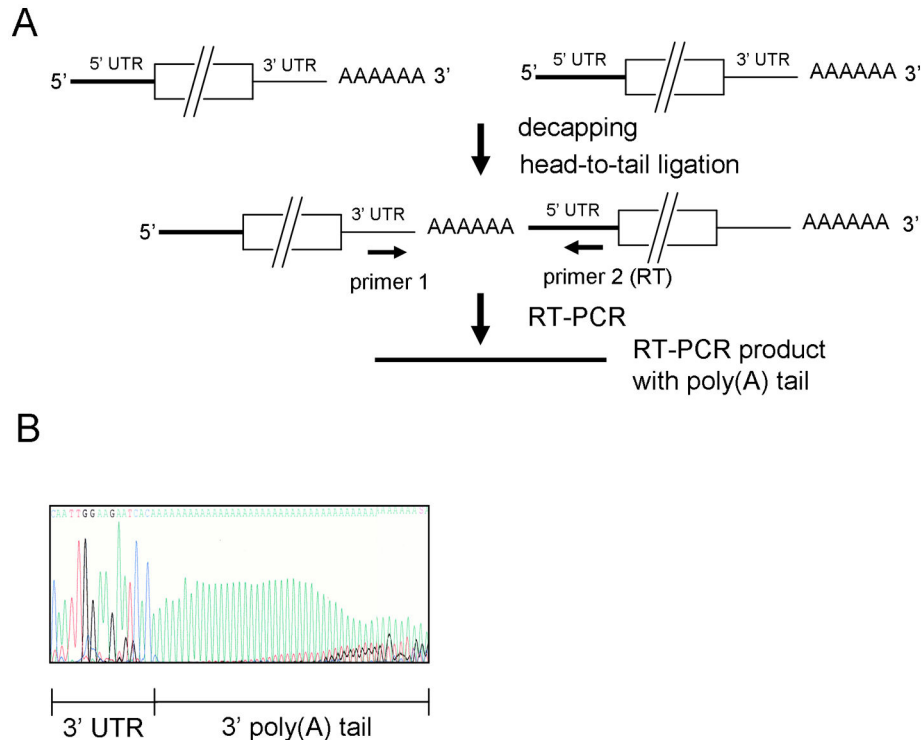 A
5’ 5’ UTR 3’ UTR AAAAAA 3’
5’ 5’ UTR 3’ UTR AAAAAA 3’
decapping
head-to-tail ligation
5’ 3’ UTR AAAAAA 5’ UTR AAAAAA 3’
primer 1
primer 2 (RT)
RT-PCR
RT-PCR product
with poly(A) tail
B
3’ UTR
3’ poly(A) tail